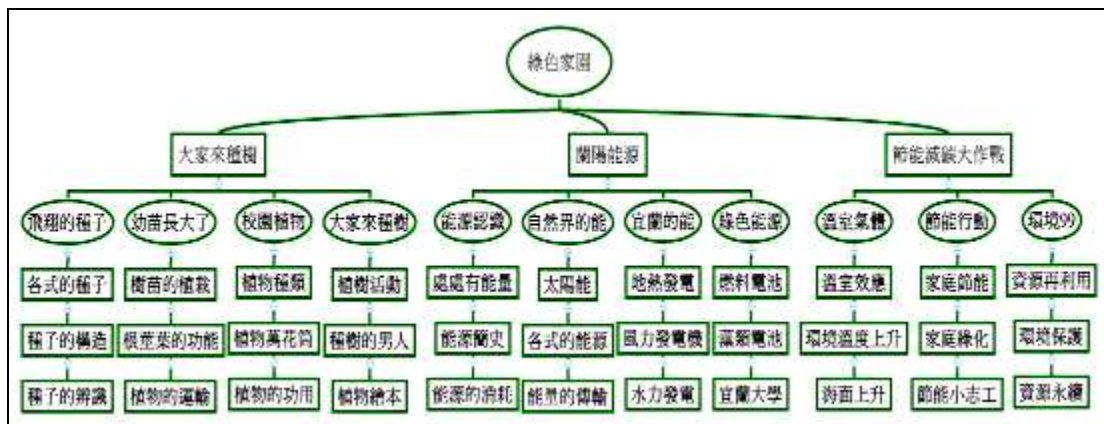 綠色家園
大家來種樹
蘭陽能源
節能減碳大作戰
飛翔的種子
幼苗長大了
校園植物
大家來種樹
能源認識
自然界的能
宜蘭的能
綠色能源
溫室氣體
節能行動
環境99
各式的種子
樹苗的植栽
植物種類
植樹活動
處處有能量
太陽能
地熱發電
燃料電池
溫室效應
家庭節能
資源再利用
種子的構造
根莖葉的功能
植物萬花筒
種樹的男人
能源簡史
各式的能源
風力發電機
藻類電池
環境溫度上升
家庭綠化
環境保護
種子的辨識
植物的運輸
植物的功用
植物繪本
能源的消耗
能量的傳輸
水力發電
宜蘭大學
海面上升
節能小志工
資源永續